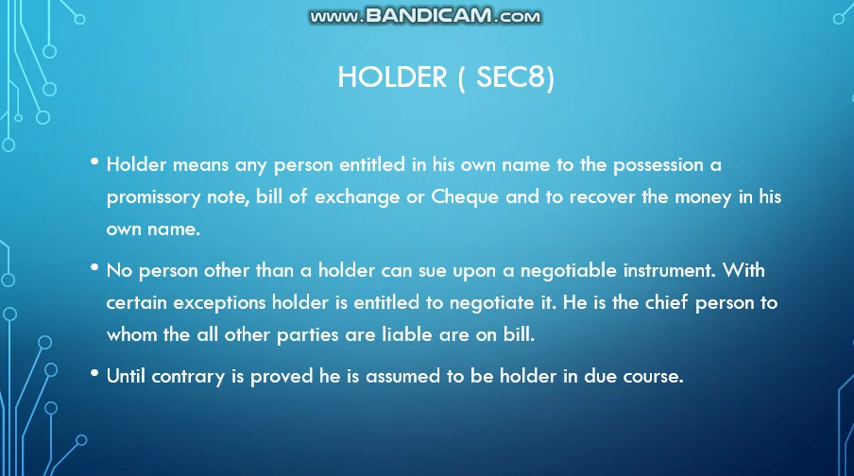 www.BANDICAM.com
HOLDER ( SEC8)
• Holder means any person entitled in his own name to the possession a
promissory note, bill of exchange or Cheque and to recover the money in his
own name.
• No person other than a holder can sue upon a negotiable instrument. With
certain exceptions holder is entitled to negotiate it. He is the chief person to
whom the all other parties are liable are on bill.
• Until contrary is proved he is assumed to be holder in due course.